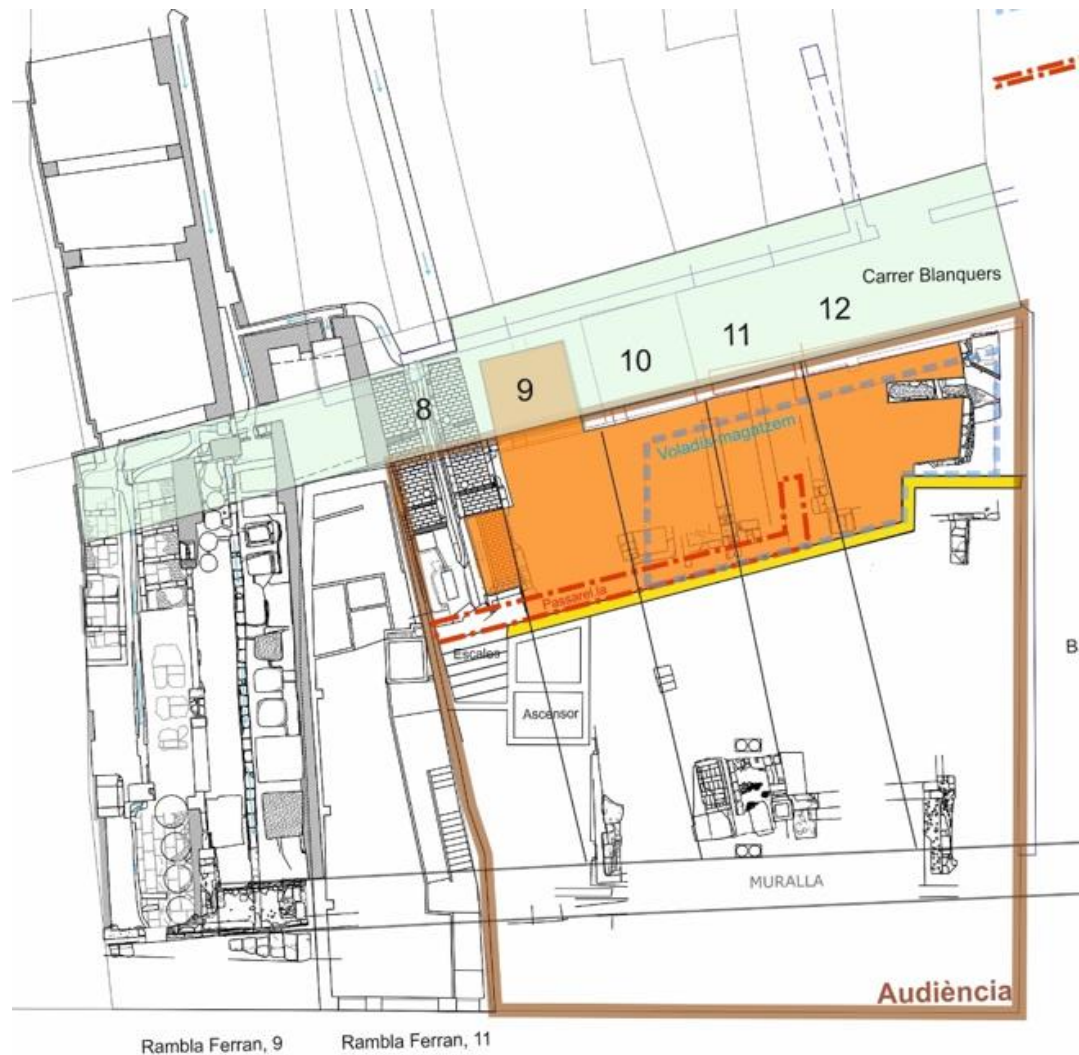 Carrer Blanquers
12
11
10
9
8
Voladís magatzem
Passarel.la
Escales
Ascensor
B
MURALLA
Audiència
Rambla Ferran, 9
Rambla Ferran, 11